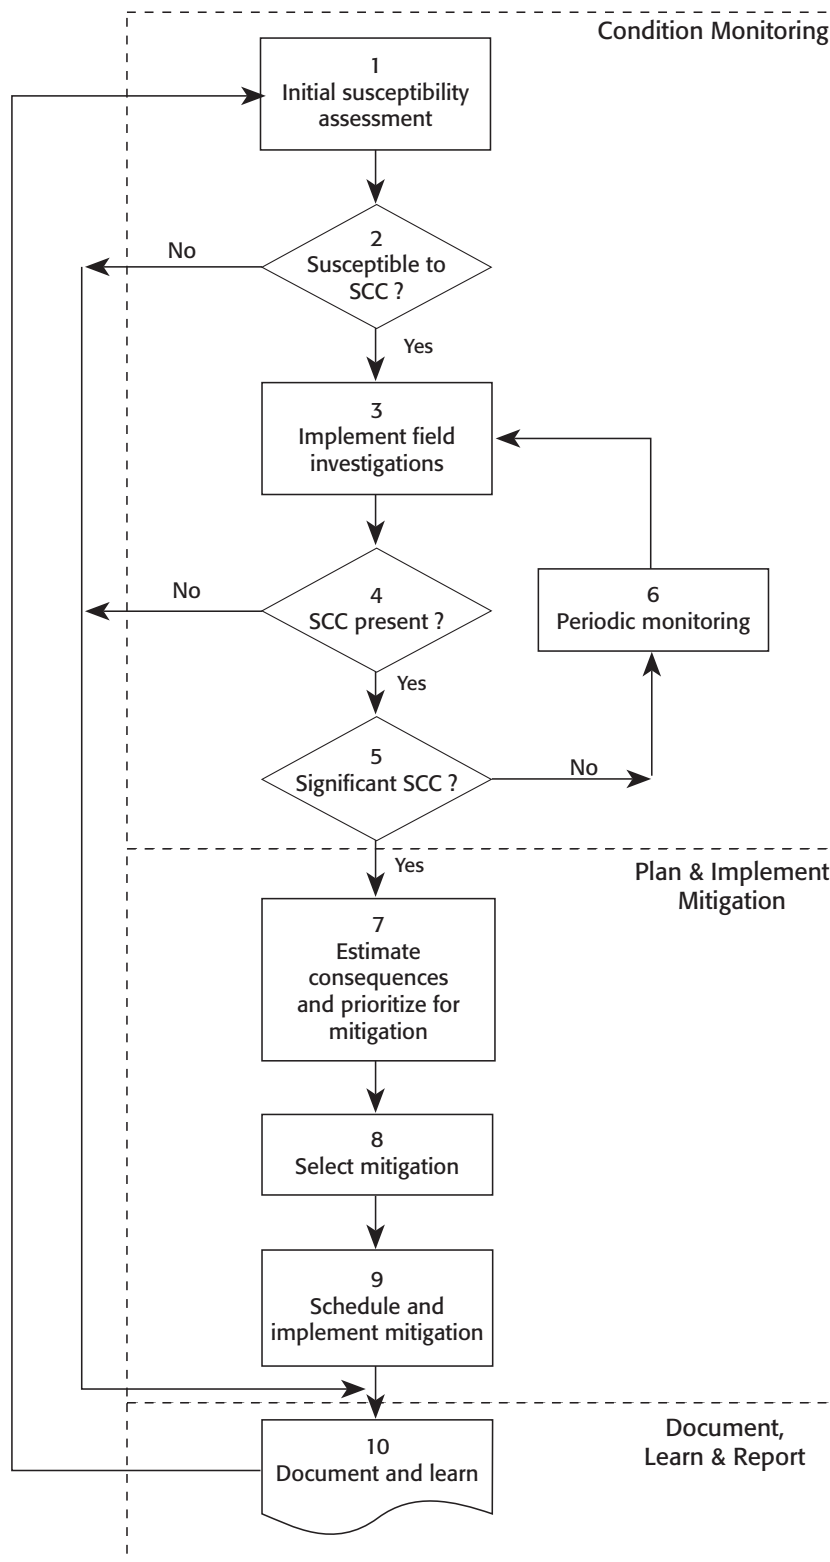 Condition Monitoring
1
Initial susceptibility
assessment
2
Susceptible to
SCC ?
No
Yes
3
Implement field
investigations
4
SCC present ?
No
Yes
6
Periodic monitoring
5
Significant SCC ?
No
Yes
Plan & Implement
Mitigation
7
Estimate
consequences
and prioritize for
mitigation
8
Select mitigation
9
Schedule and
implement mitigation
Document,
Learn & Report
10
Document and learn